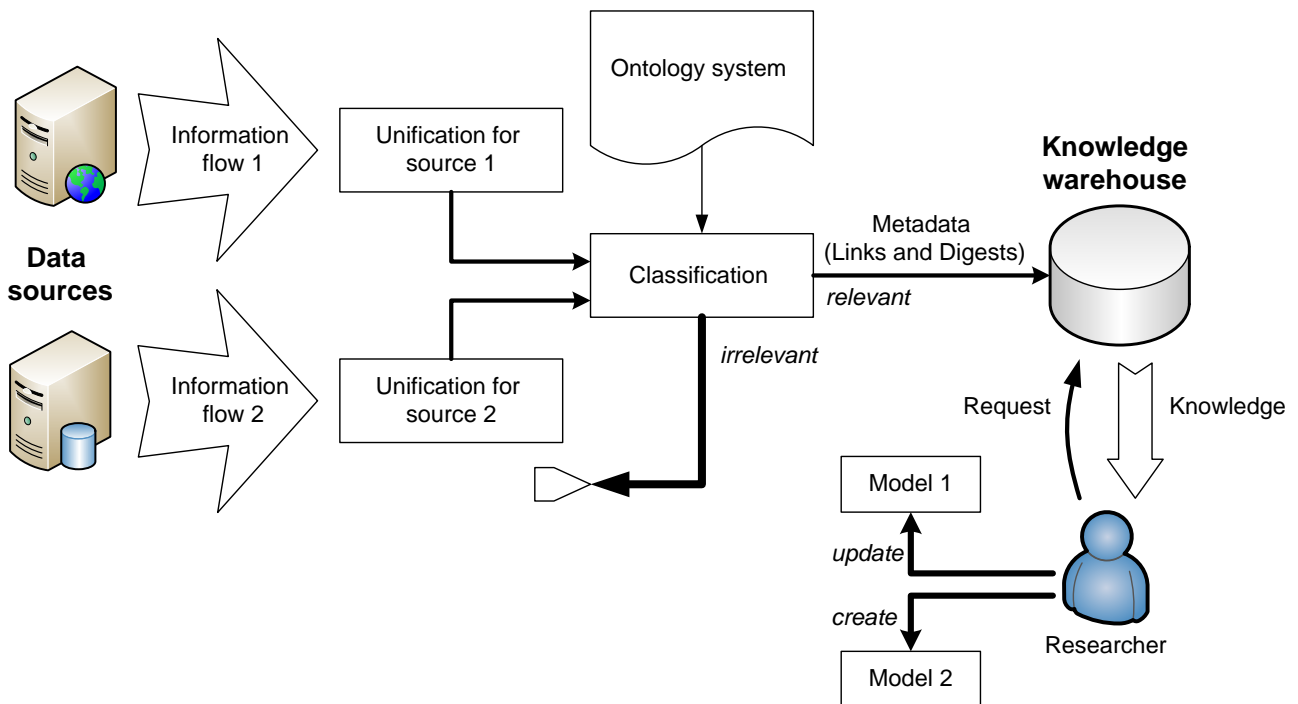 Data
sources
Information
flow 1
Information
flow 2
Unification for
source 1
Unification for
source 2
Ontology system
Classification
irrelevant
Metadata
(Links and Digests)
relevant
Knowledge
warehouse
Request
Knowledge
Model 1
update
create
Model 2
Researcher